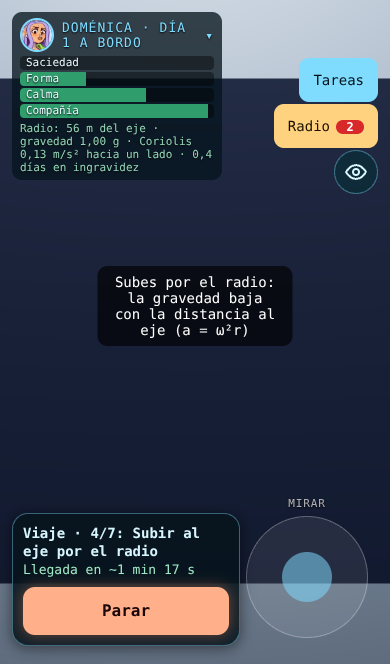 DOMÉNICA · DÍA
1 A BORDO
▼
Saciedad
Forma
Calma
Compañía
Radio: 56 m del eje ·
gravedad 1,00 g · Coriolis
0,13 m/s² hacia un lado · 0,4
días en ingravidez
Tareas
Radio 2
Subes por el radio:
la gravedad baja
con la distancia al
eje (a = ω²r)
MIRAR
Viaje · 4/7: Subir al
eje por el radio
Llegada en ~1 min 17 s
Parar